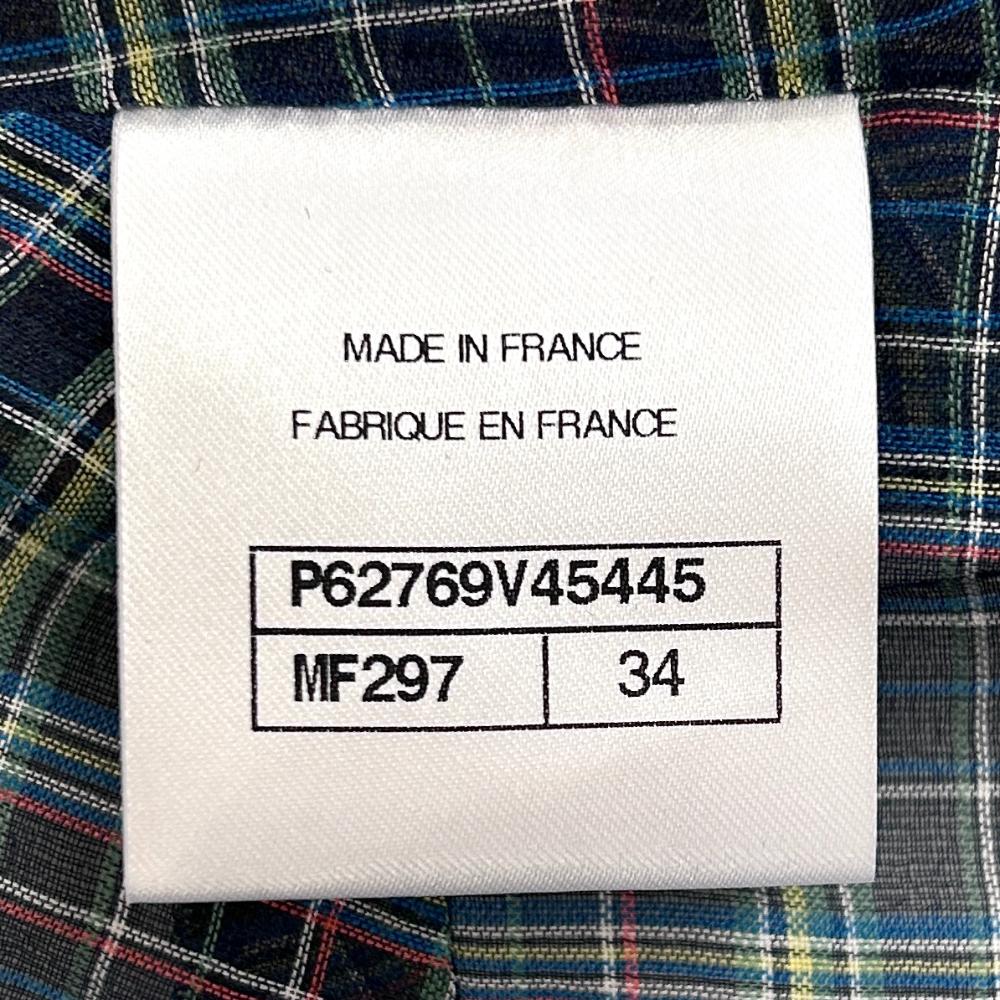 MADE IN FRANCE
FABRIQUE EN FRANCE
P62769V45445
MF297 34